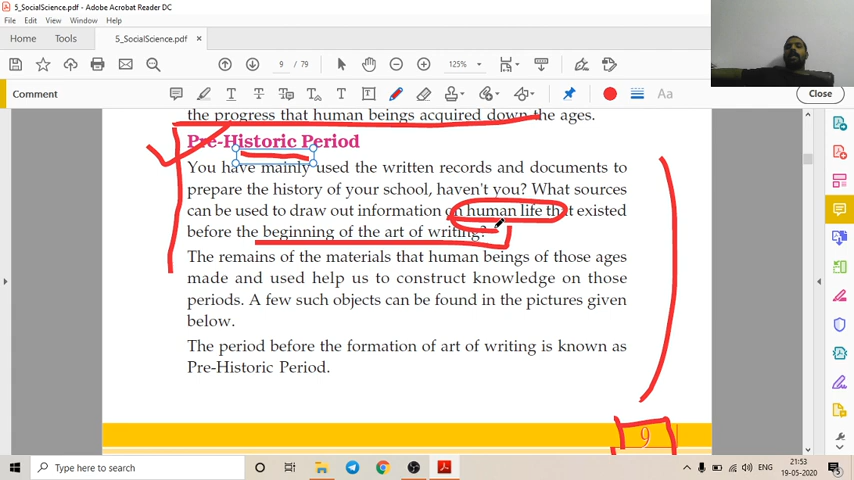 5_SocialScience.pdf - Adobe Acrobat Reader DC
File Edit View Window Help
Home Tools 5_SocialScience.pdf ×
9 / 79 125%
Comment Aa Close
the progress that human beings acquired down the ages.
Pre-Historic Period
You have mainly used the written records and documents to
prepare the history of your school, haven't you? What sources
can be used to draw out information on human life that existed
before the beginning of the art of writing?
The remains of the materials that human beings of those ages
made and used help us to construct knowledge on those
periods. A few such objects can be found in the pictures given
below.
The period before the formation of art of writing is known as
Pre-Historic Period.
9
Type here to search
ENG
21:53
19-05-2020
5